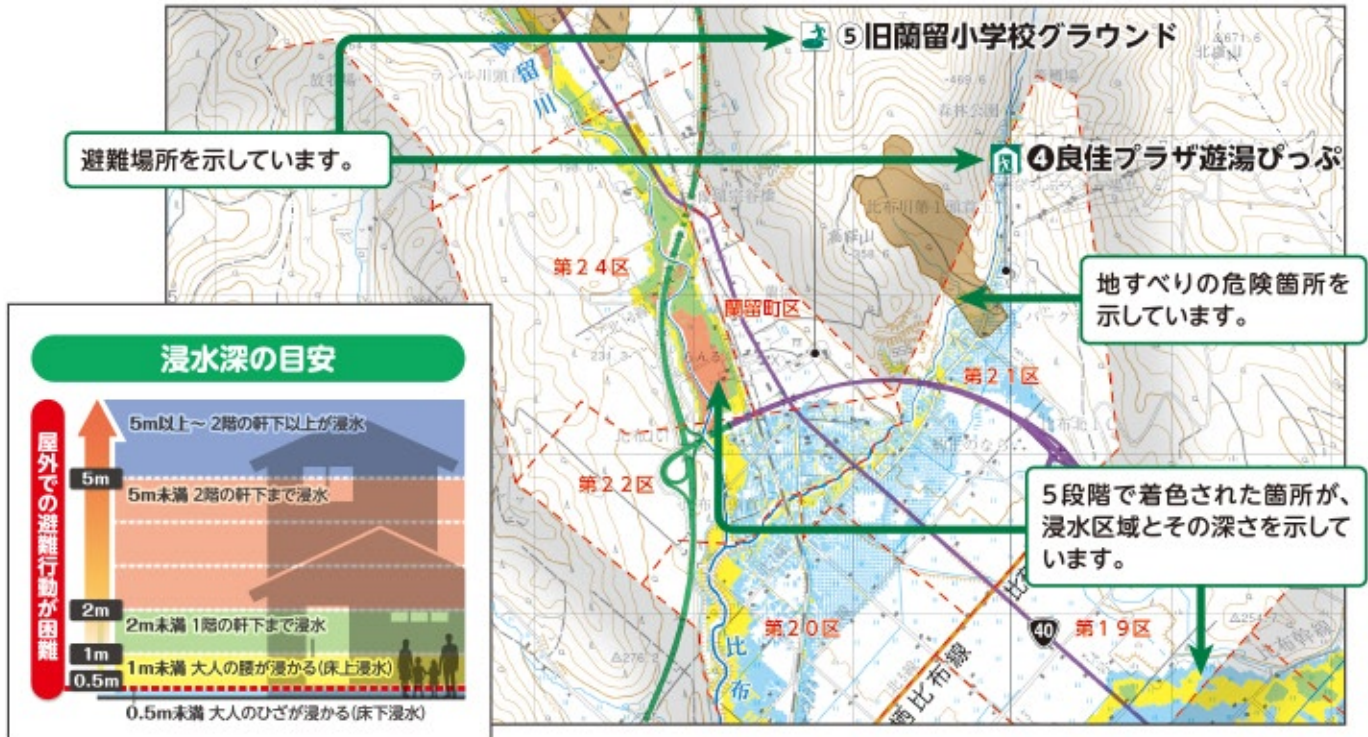 ⑤旧蘭留小学校グラウンド
避難場所を示しています。
❹良佳プラザ遊湯ぴっぷ
蘭留川
第24区
蘭留町区
地すべりの危険箇所を
示しています。
第21区
第22区
5段階で着色された箇所が、
浸水区域とその深さを示して
います。
第20区
第19区
40
比布
浸水深の目安
屋外での避難行動が困難
5m以上～ 2階の軒下以上が浸水
5m
5m未満 2階の軒下まで浸水
2m
2m未満 1階の軒下まで浸水
1m
1m未満 大人の腰が浸かる(床上浸水)
0.5m
0.5m未満 大人のひざが浸かる(床下浸水)